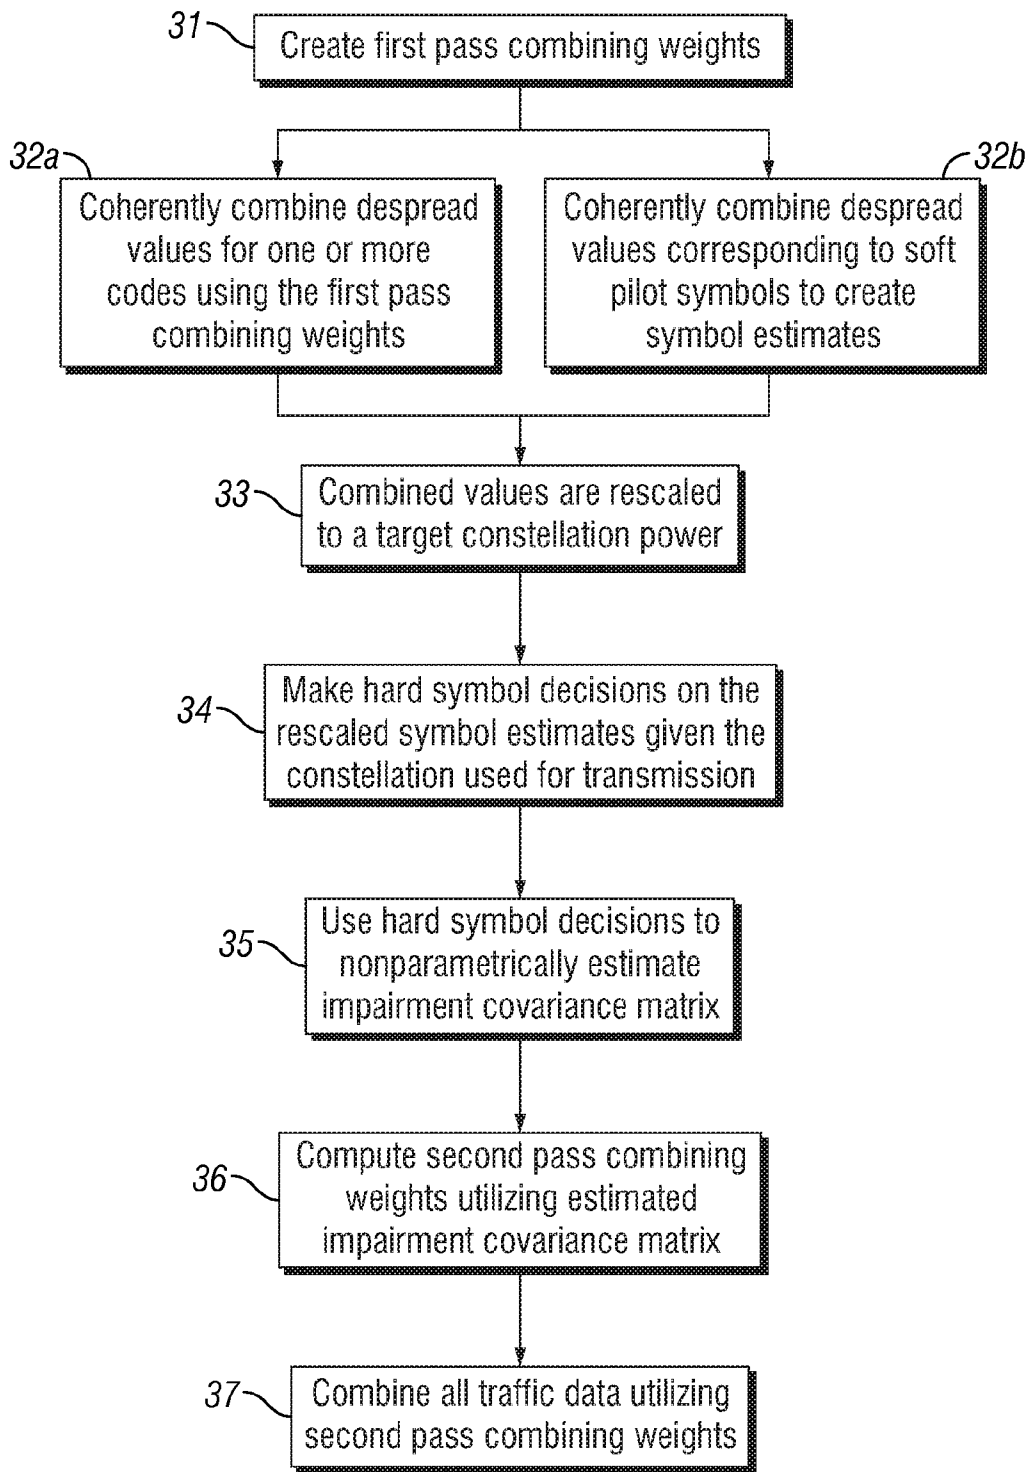 31
Create first pass combining weights
32a
Coherently combine despread
values for one or more
codes using the first pass
combining weights
32b
Coherently combine despread
values corresponding to soft
pilot symbols to create
symbol estimates
33
Combined values are rescaled
to a target constellation power
34
Make hard symbol decisions on the
rescaled symbol estimates given the
constellation used for transmission
35
Use hard symbol decisions to
nonparametrically estimate
impairment covariance matrix
36
Compute second pass combining
weights utilizing estimated
impairment covariance matrix
37
Combine all traffic data utilizing
second pass combining weights